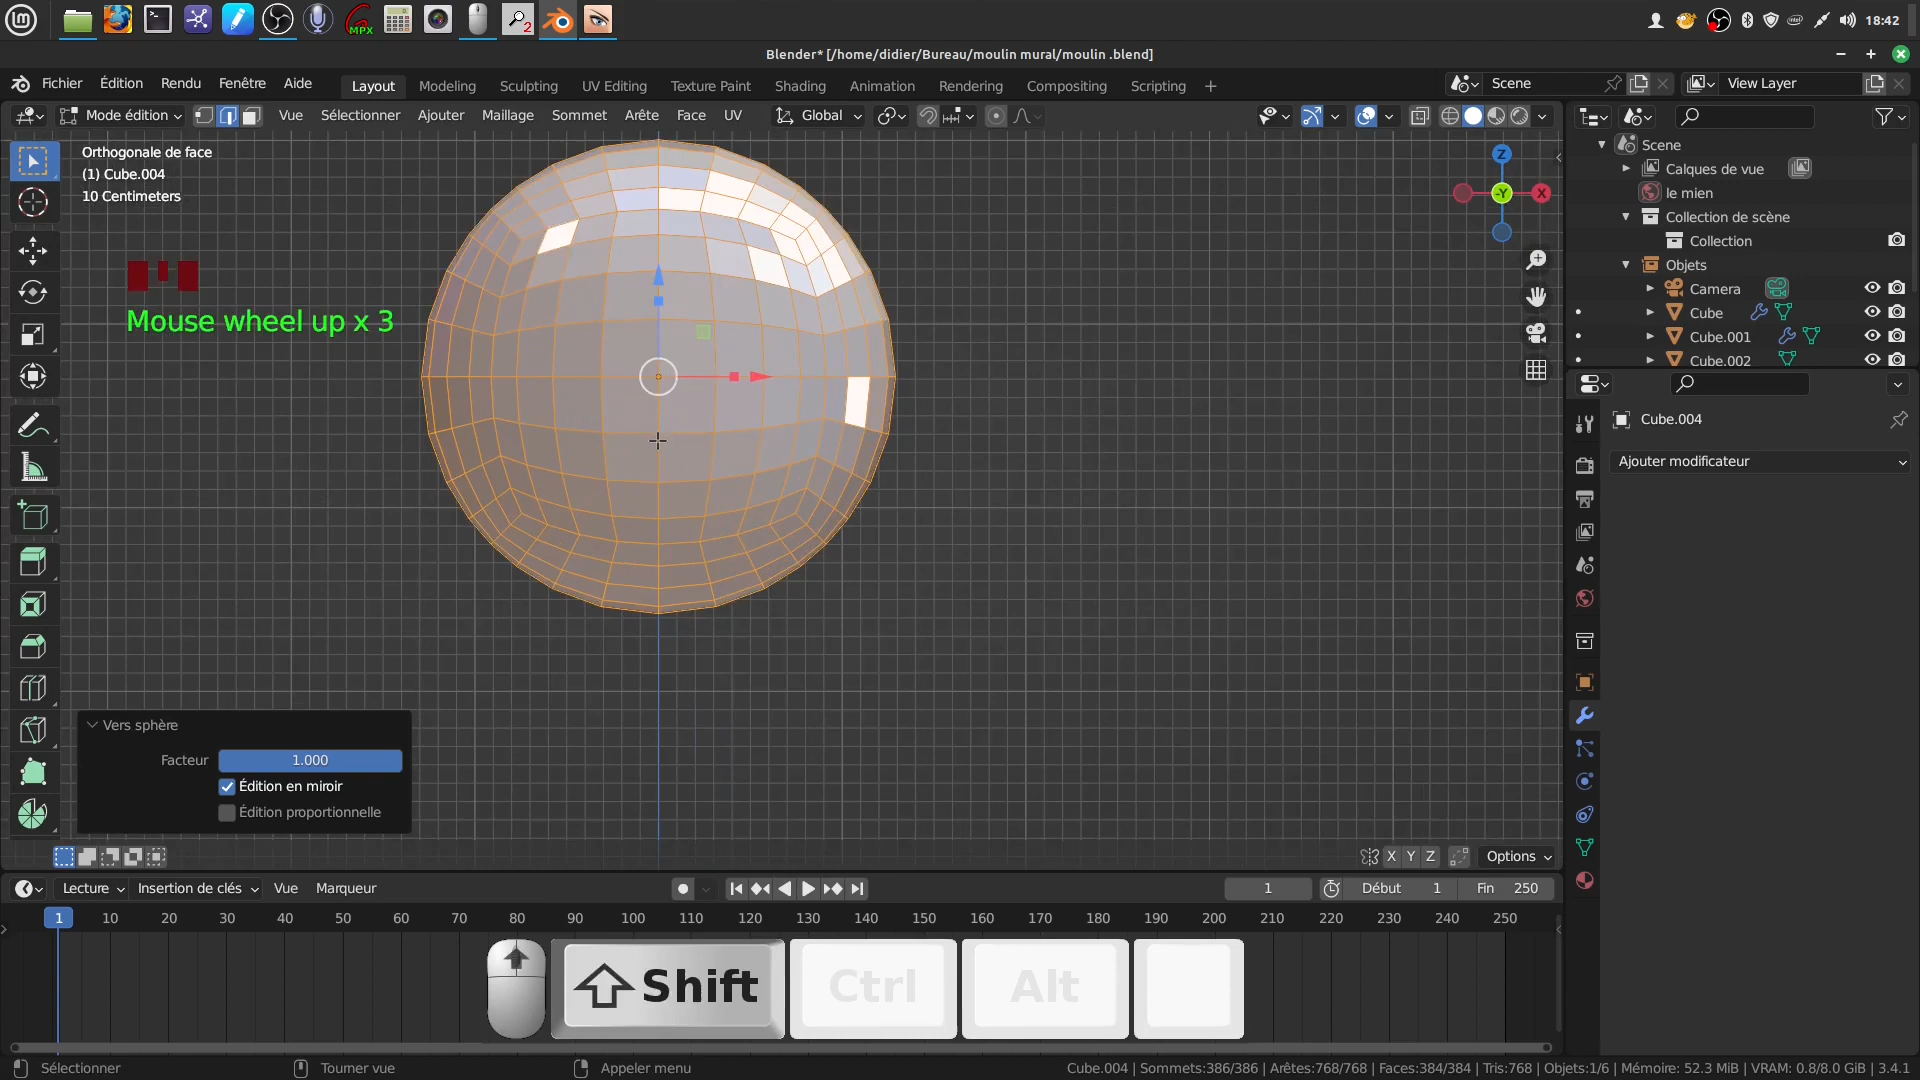 MPX
2
18:42
Blender* [/home/didier/Bureau/moulin mural/moulin .blend]
Fichier Édition Rendu Fenêtre Aide
Layout Modeling Sculpting UV Editing Texture Paint Shading Animation Rendering Compositing Scripting +
Scene
View Layer
Mode édition
Vue Sélectionner Ajouter Maillage Sommet Arête Face UV
Global
Orthogonale de face
(1) Cube.004
10 Centimeters
Mouse wheel up x 3
Z
-Y
X
Scene
Calques de vue
le mien
Collection de scène
Collection
Objets
Camera
Cube
Cube.001
Cube.002
Cube.004
Ajouter modificateur
Vers sphère
Facteur 1.000
Édition en miroir
Édition proportionnelle
X Y Z
Options
Lecture Insertion de clés Vue Marqueur
1
Début 1
Fin 250
1 10 20 30 40 50 60 70 80 90 100 110 120 130 140 150 160 170 180 190 200 210 220 230 240 250
Shift Ctrl Alt
Sélectionner
Tourner vue
Appeler menu
Cube.004 | Sommets:386/386 | Arêtes:768/768 | Faces:384/384 | Tris:768 | Objets:1/6 | Mémoire: 52.3 MiB | VRAM: 0.8/8.0 GiB | 3.4.1